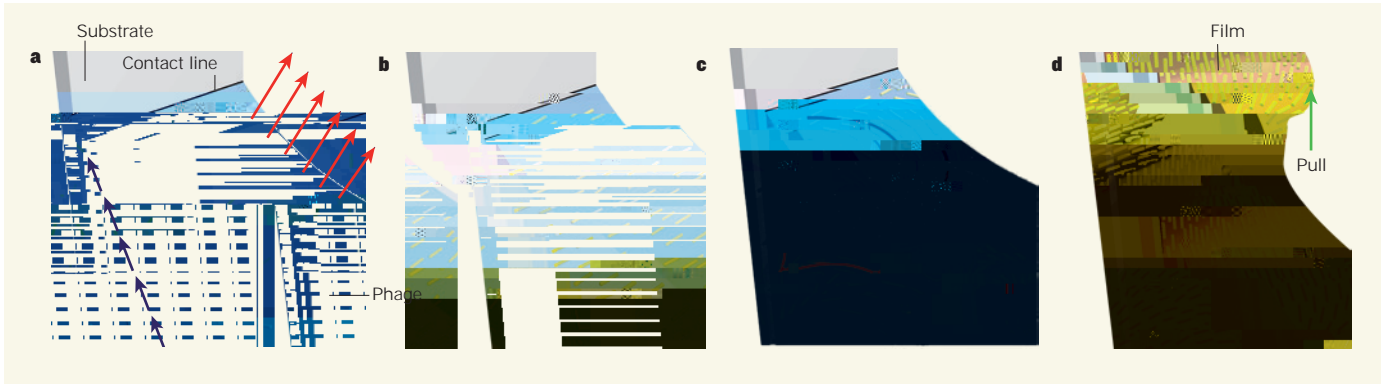 a
Substrate
Contact line
Phage
b
c
d
Film
Pull